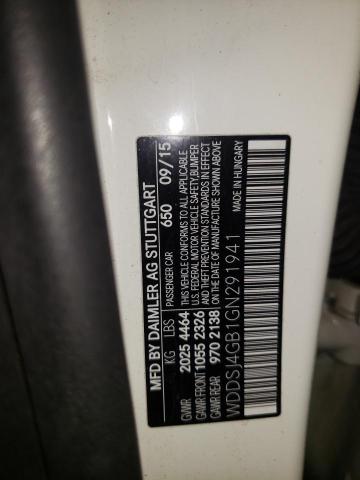 MFD BY DAIMLER AG STUTTGART
KG LBS PASSENGER CAR 650 09/15
GAWR 2025 4464 THIS VEHICLE CONFORMS TO ALL APPLICABLE
GAWR FRONT 1055 2326 U.S. FEDERAL MOTOR VEHICLE SAFETY, BUMPER
GAWR REAR 970 2138 AND THEFT PREVENTION STANDARDS IN EFFECT
ON THE DATE OF MANUFACTURE SHOWN ABOVE
WDDSJ4GB1GN291941 MADE IN HUNGARY